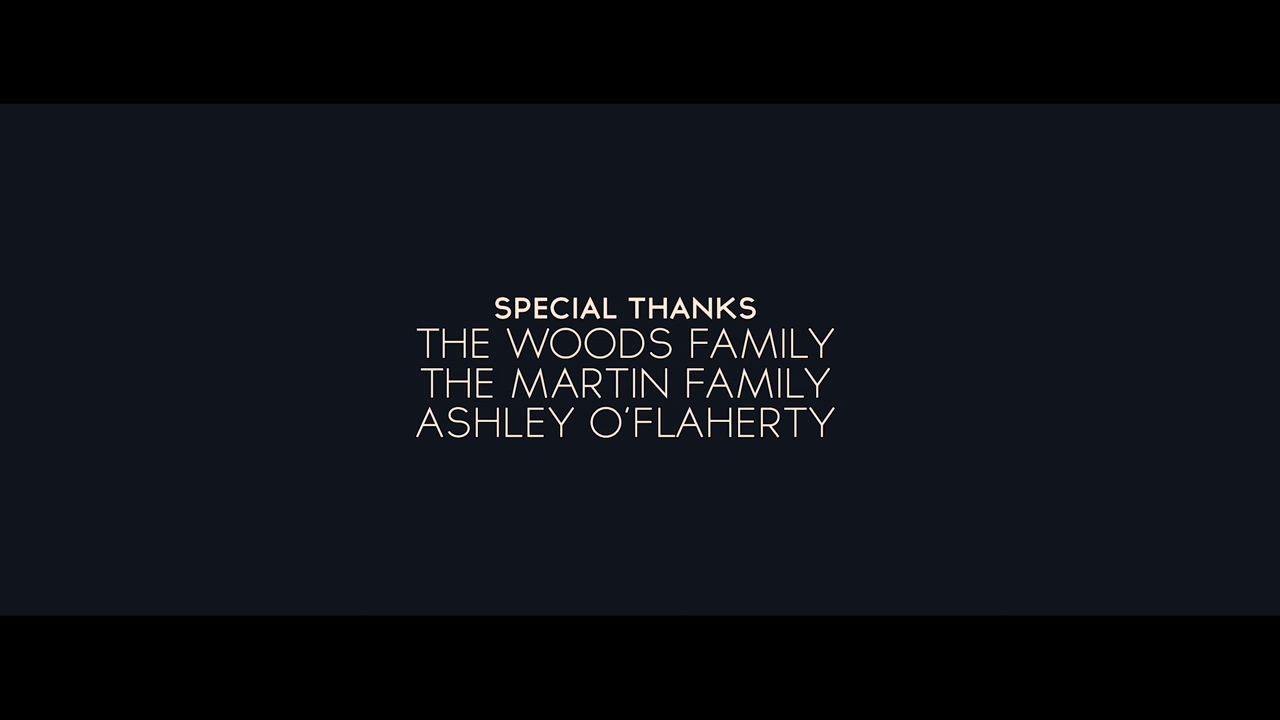 SPECIAL THANKS
THE WOODS FAMILY
THE MARTIN FAMILY
ASHLEY O'FLAHERTY